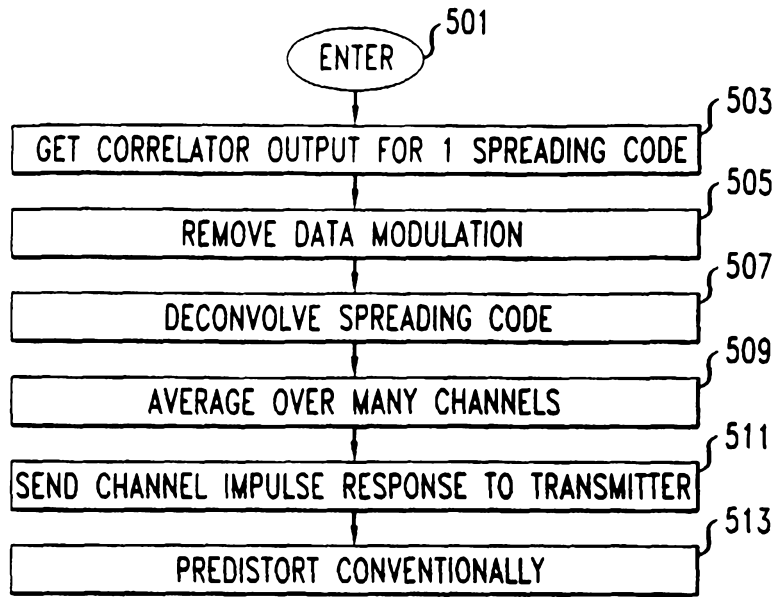 501
ENTER
503
GET CORRELATOR OUTPUT FOR 1 SPREADING CODE
505
REMOVE DATA MODULATION
507
DECONVOLVE SPREADING CODE
509
AVERAGE OVER MANY CHANNELS
511
SEND CHANNEL IMPULSE RESPONSE TO TRANSMITTER
513
PREDISTORT CONVENTIONALLY